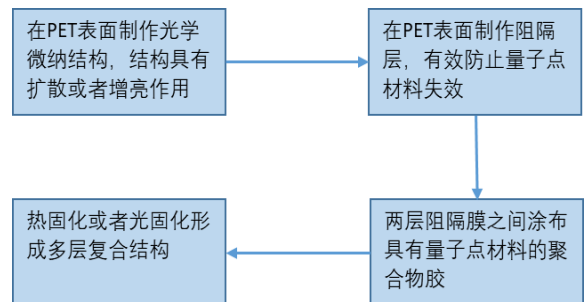 在PET表面制作光学
微纳结构，结构具有
扩散或者增亮作用
在PET表面制作阻隔
层，有效防止量子点
材料失效
两层阻隔膜之间涂布
具有量子点材料的聚
合物胶
热固化或者光固化形
成多层复合结构